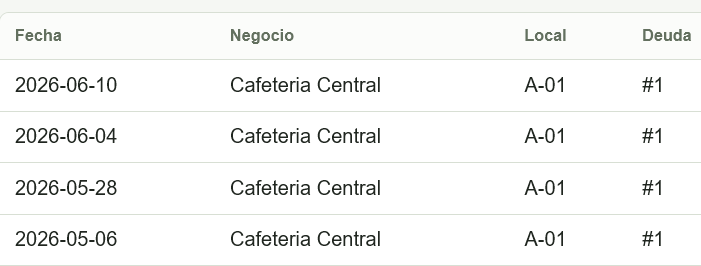 Fecha Negocio Local Deuda
2026-06-10 Cafeteria Central A-01 #1
2026-06-04 Cafeteria Central A-01 #1
2026-05-28 Cafeteria Central A-01 #1
2026-05-06 Cafeteria Central A-01 #1